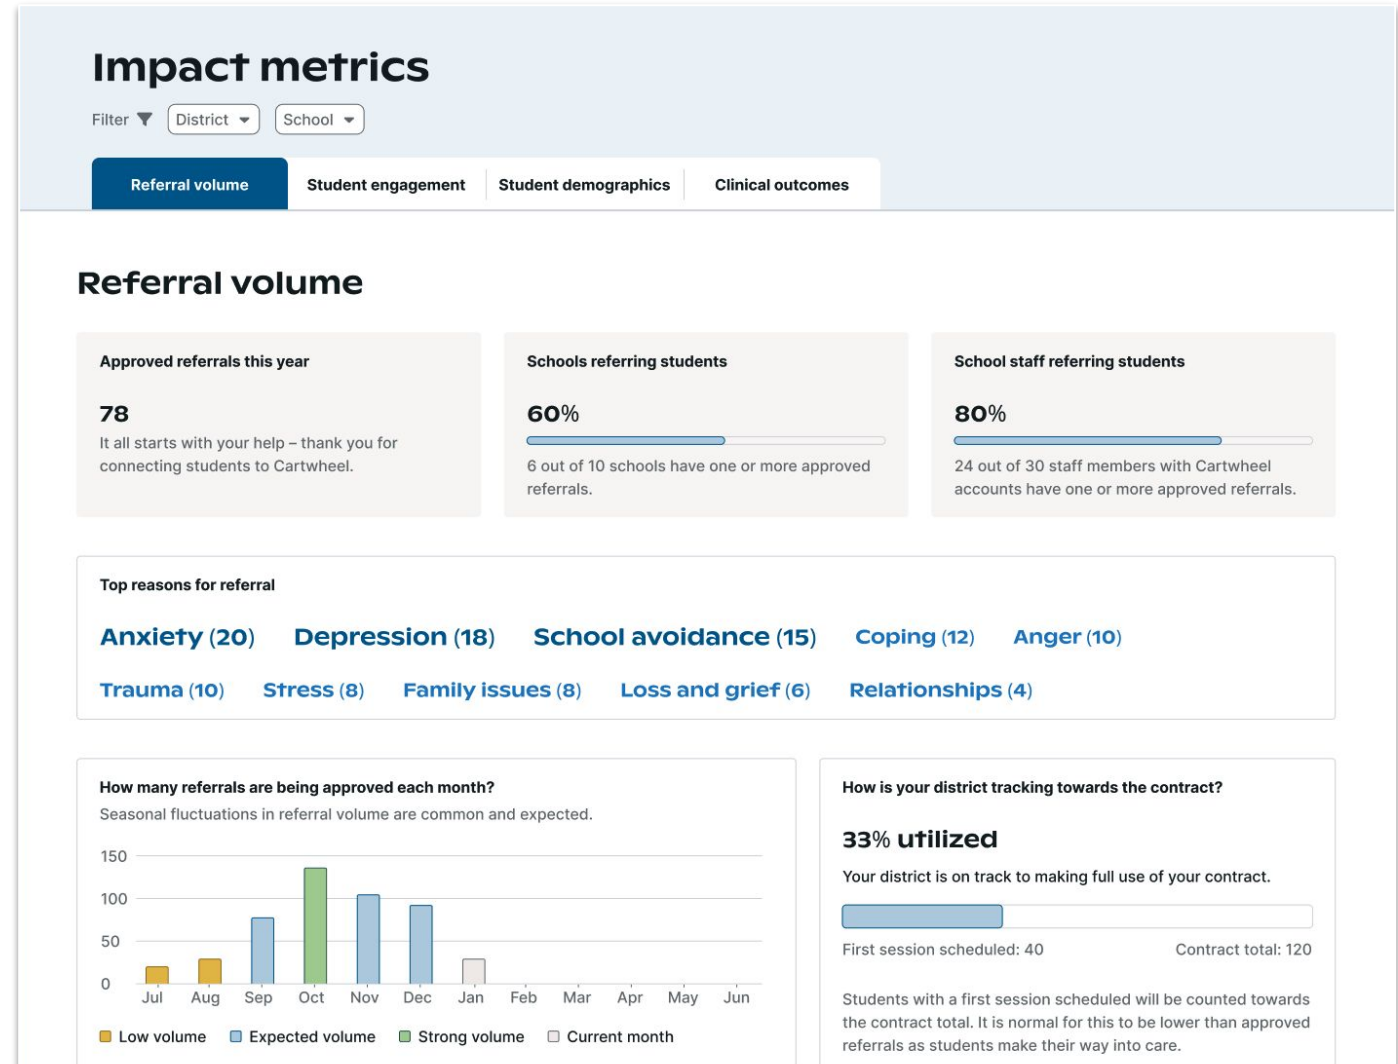 Impact metrics
Filter District School
Referral volume Student engagement Student demographics Clinical outcomes
Referral volume
Approved referrals this year
78
It all starts with your help – thank you for
connecting students to Cartwheel.
Schools referring students
60%
6 out of 10 schools have one or more approved
referrals.
School staff referring students
80%
24 out of 30 staff members with Cartwheel
accounts have one or more approved referrals.
Top reasons for referral
Anxiety (20) Depression (18) School avoidance (15) Coping (12) Anger (10)
Trauma (10) Stress (8) Family issues (8) Loss and grief (6) Relationships (4)
How many referrals are being approved each month?
Seasonal fluctuations in referral volume are common and expected.
150
100
50
0
Jul Aug Sep Oct Nov Dec Jan Feb Mar Apr May Jun
Low volume Expected volume Strong volume Current month
How is your district tracking towards the contract?
33% utilized
Your district is on track to making full use of your contract.
First session scheduled: 40 Contract total: 120
Students with a first session scheduled will be counted towards
the contract total. It is normal for this to be lower than approved
referrals as students make their way into care.